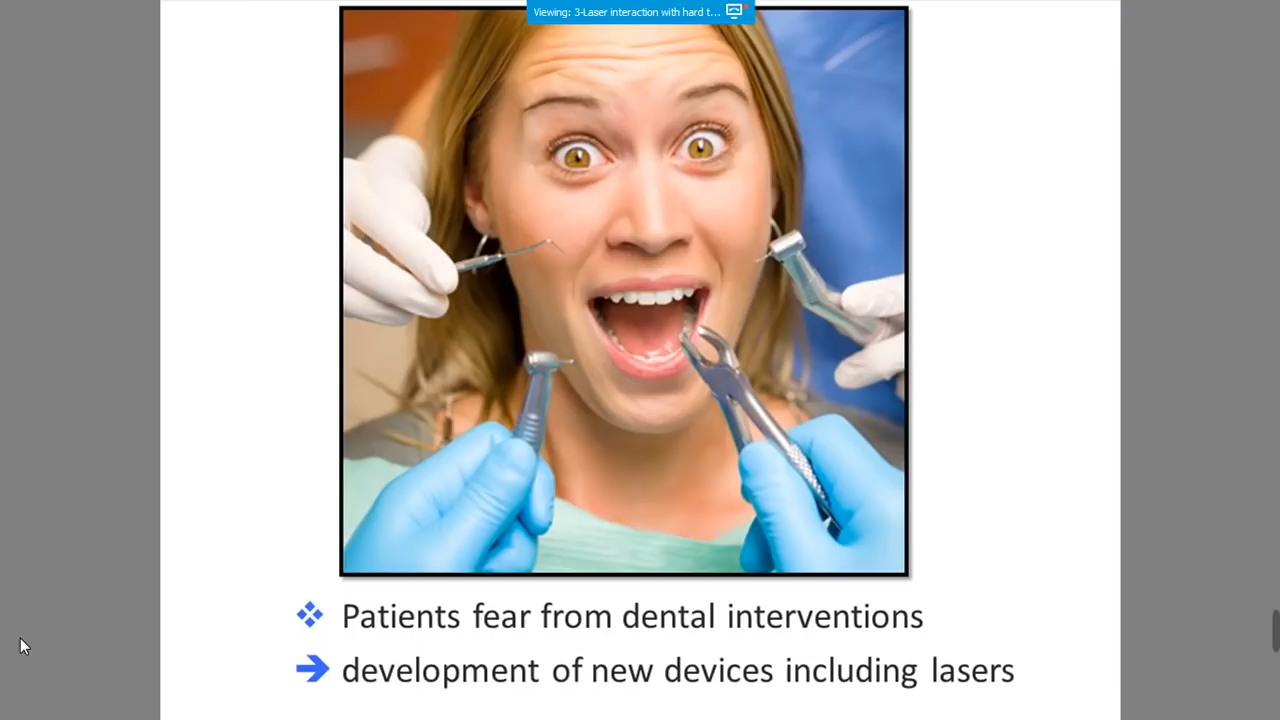 Viewing: 3-Laser interaction with hard t...
Patients fear from dental interventions
development of new devices including lasers